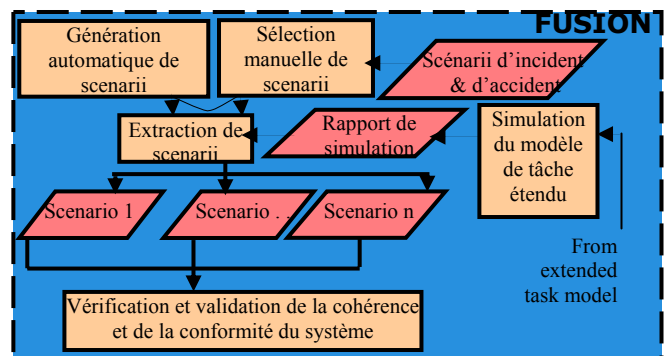 FUSION
Génération
automatique de
scenarii
Sélection
manuelle de
scenarii
Scénarii d'incident
& d'accident
Extraction de
scenarii
Rapport de
simulation
Simulation
du modèle
de tâche
étendu
Scenario 1
Scenario . .
Scenario n
From
extended
task model
Vérification et validation de la cohérence
et de la conformité du système